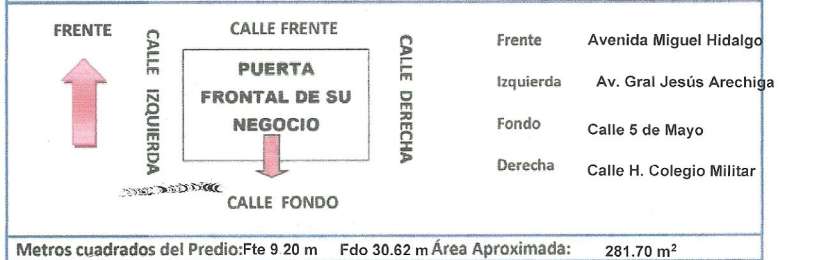 FRENTE
CALLE IZQUIERDA
CALLE FRENTE
PUERTA
FRONTAL DE SU
NEGOCIO
CALLE FONDO
CALLE DERECHA
Frente Avenida Miguel Hidalgo
Izquierda Av. Gral Jesús Arechiga
Fondo Calle 5 de Mayo
Derecha Calle H. Colegio Militar
Metros cuadrados del Predio:Fte 9.20 m Fdo 30.62 m Área Aproximada: 281.70 m²